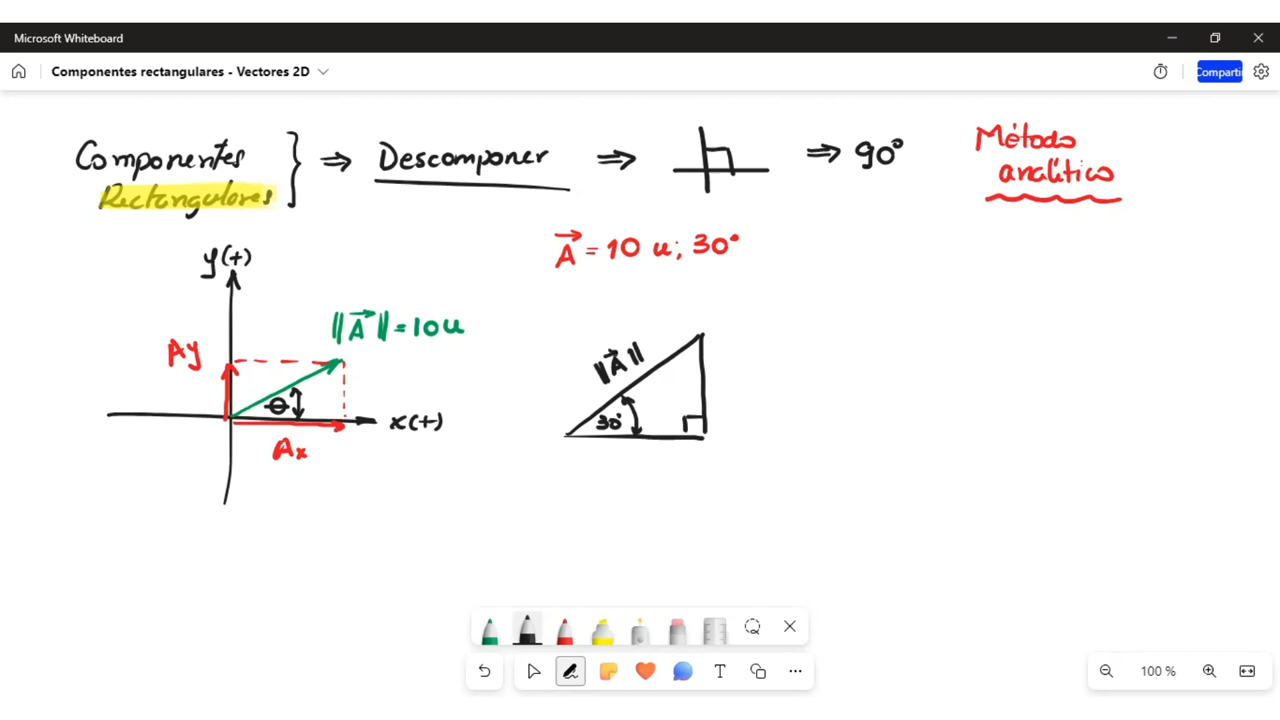 Microsoft Whiteboard
Componentes rectangulares - Vectores 2D
Comparti
Componentes
Rectangulares
⇒ Descomponer ⇒ ⇒ 90°
Método
analítico
A = 10 u; 30°
y(+)
||A|| = 10u
Ay
θ
x(+)
Ax
||A||
30°
T
100 %